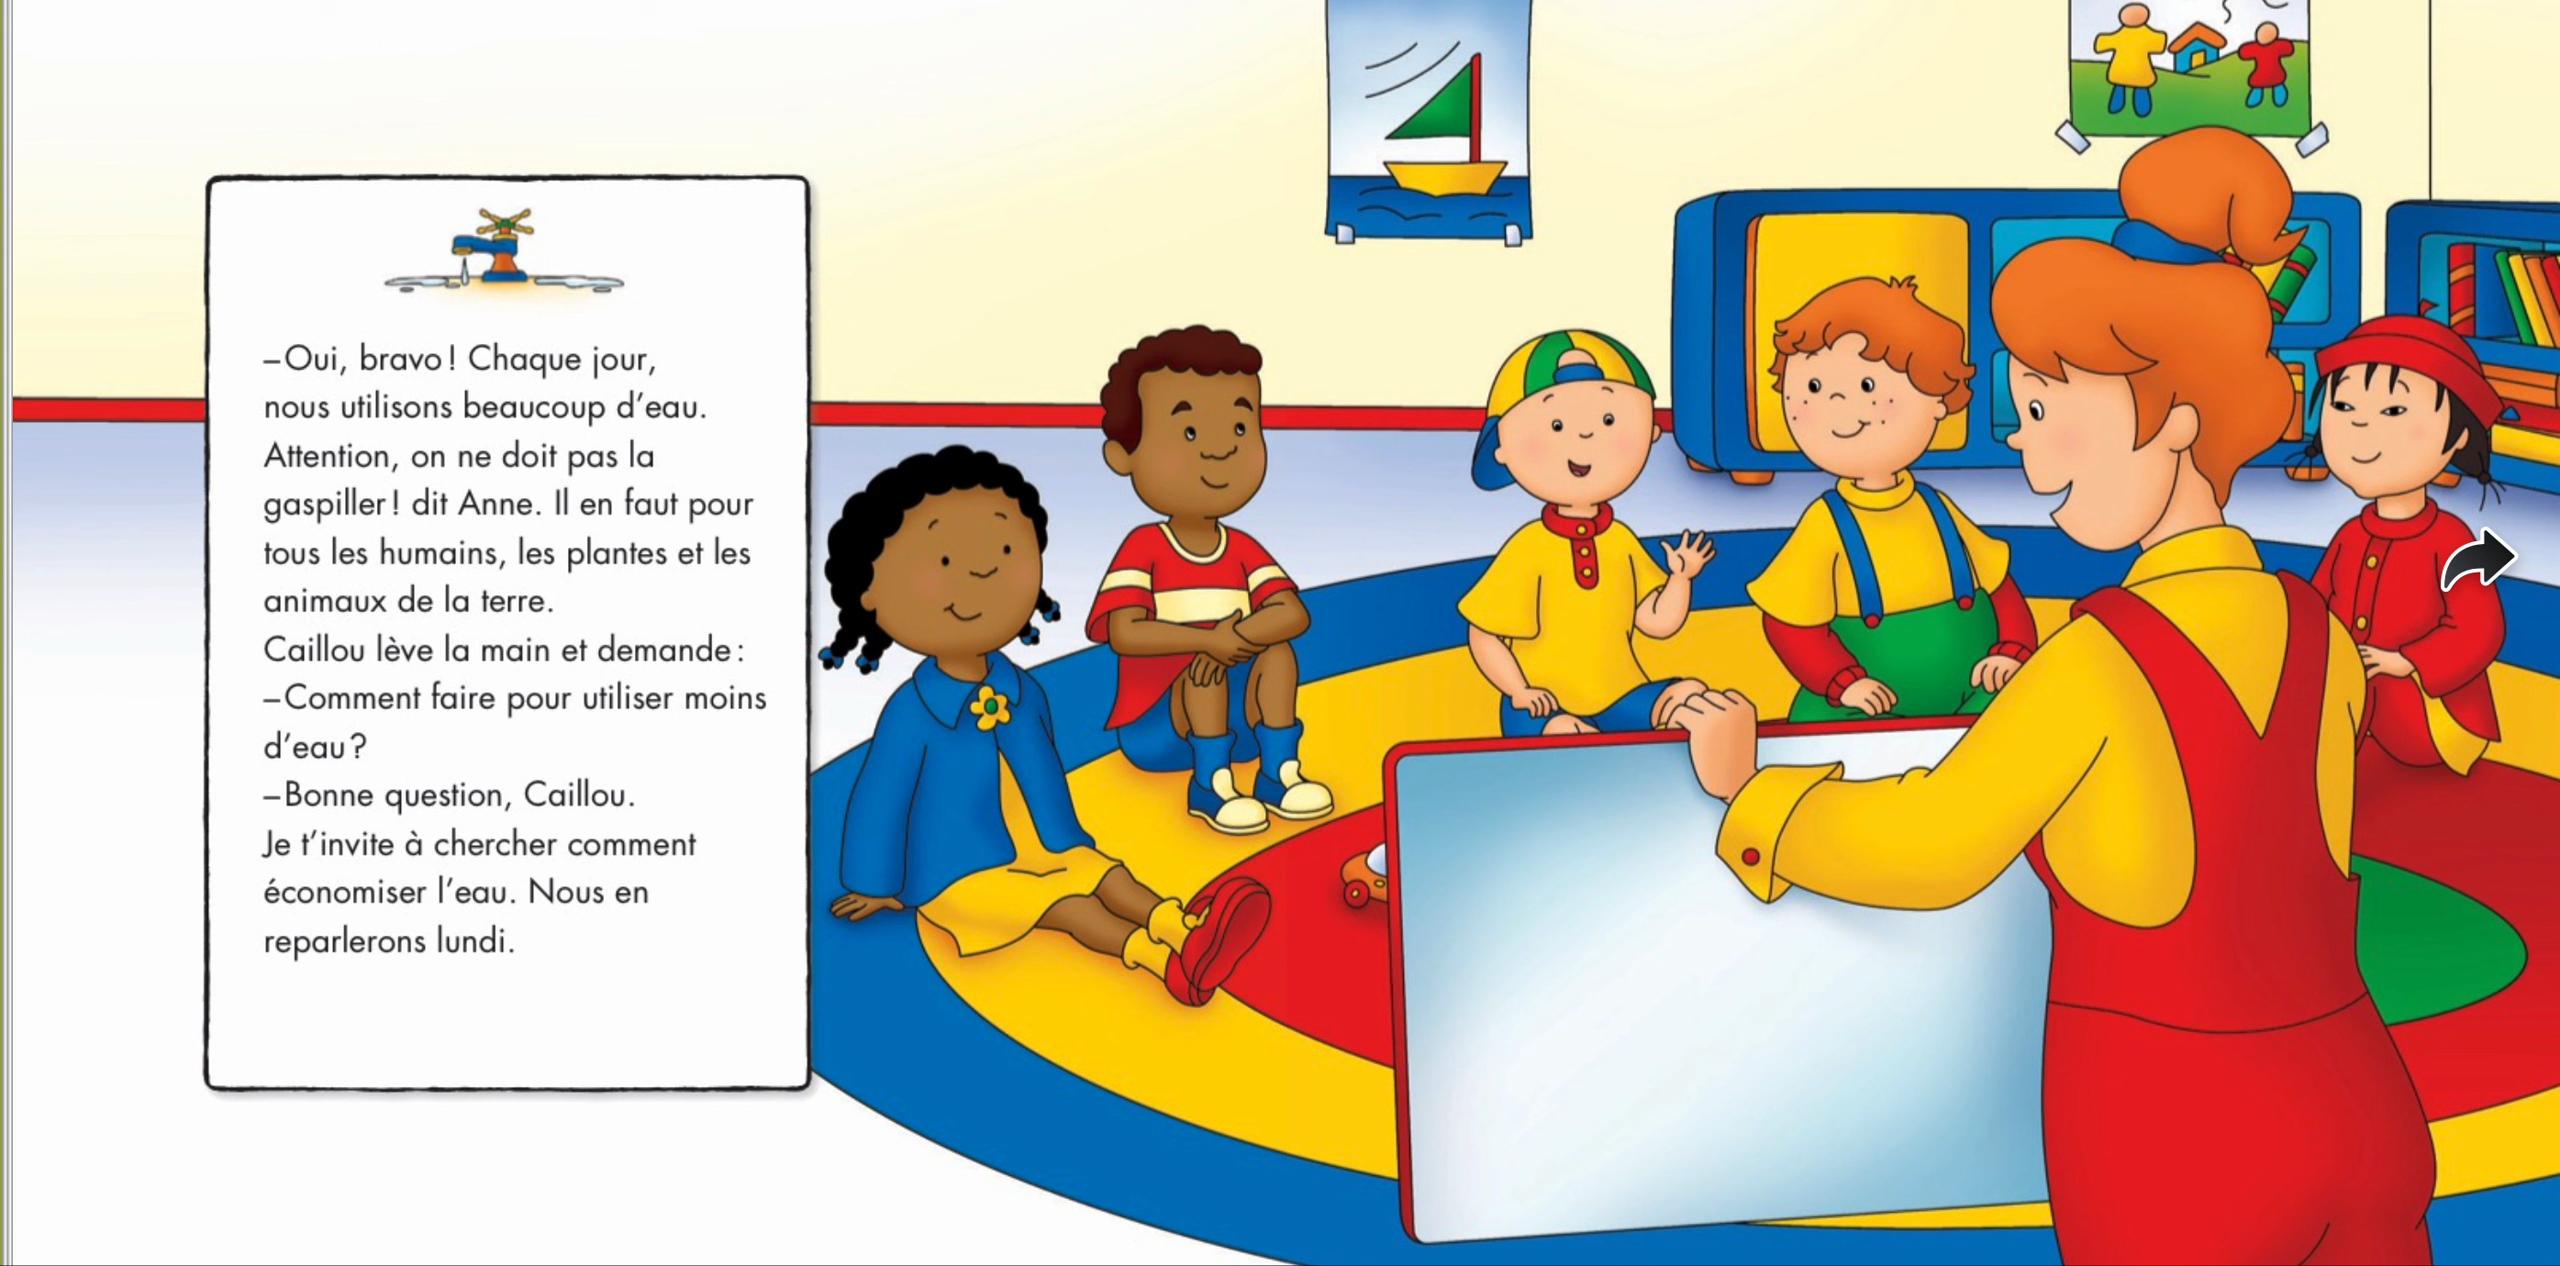 –Oui, bravo ! Chaque jour,
nous utilisons beaucoup d’eau.
Attention, on ne doit pas la
gaspiller ! dit Anne. Il en faut pour
tous les humains, les plantes et les
animaux de la terre.
Caillou lève la main et demande :
–Comment faire pour utiliser moins
d’eau ?
–Bonne question, Caillou.
Je t’invite à chercher comment
économiser l’eau. Nous en
reparlerons lundi.